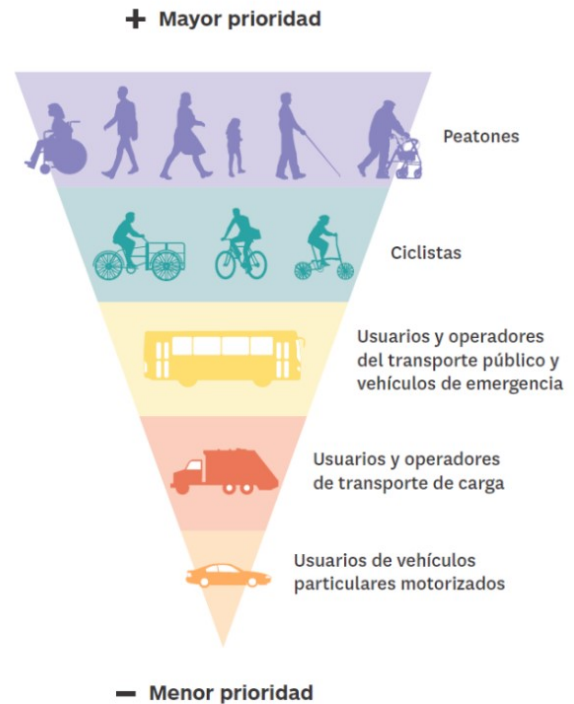 + Mayor prioridad
Peatones
Ciclistas
Usuarios y operadores
del transporte público y
vehículos de emergencia
Usuarios y operadores
de transporte de carga
Usuarios de vehículos
particulares motorizados
− Menor prioridad